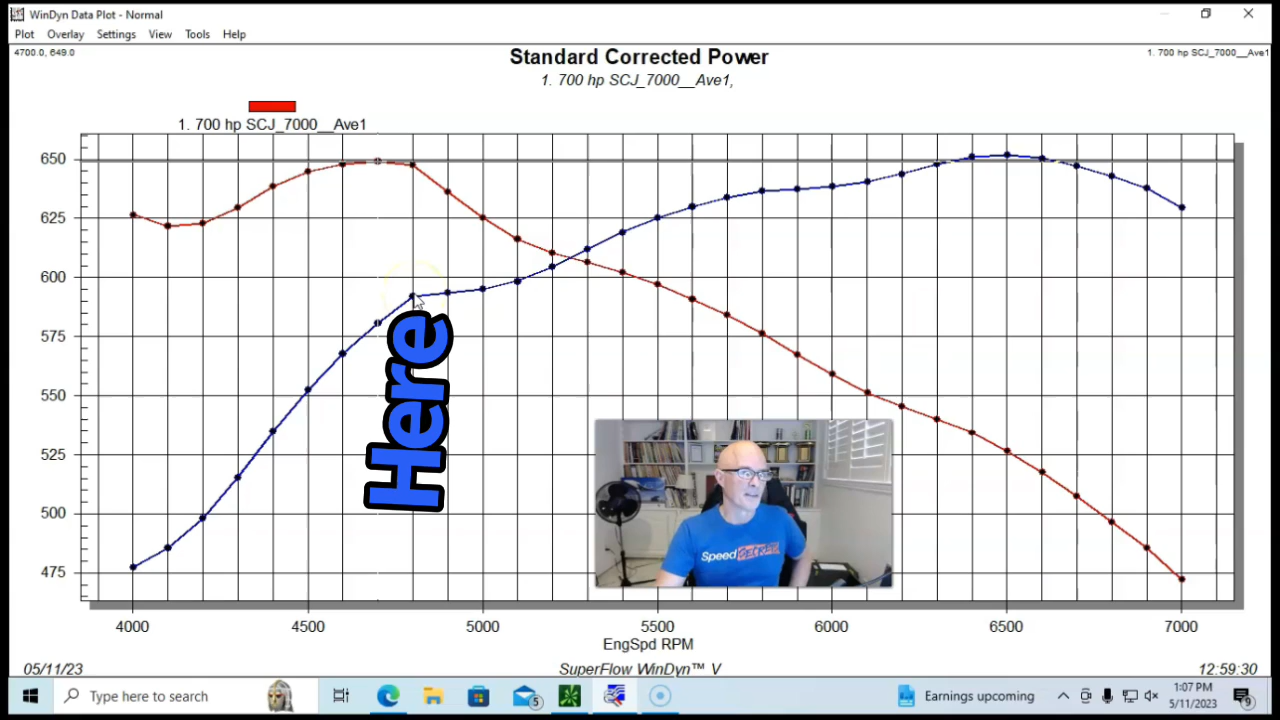 WinDyn Data Plot - Normal
Plot Overlay Settings View Tools Help
4700.0, 649.0
1. 700 hp SCJ_7000__Ave1
Standard Corrected Power
1. 700 hp SCJ_7000__Ave1,
1. 700 hp SCJ_7000__Ave1
650
625
600
575
550
525
500
475
Here
Speed
4000 4500 5000 5500 6000 6500 7000
EngSpd RPM
05/11/23 SuperFlow WinDyn™ V 12:59:30
Type here to search
5
Earnings upcoming
1:07 PM
5/11/2023
9